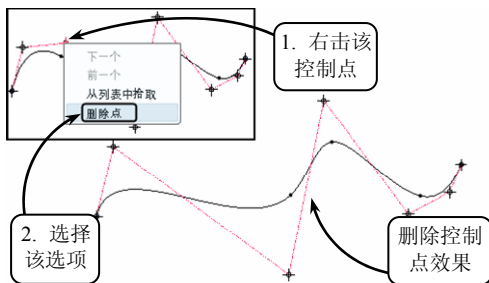 下一个
前一个
从列表中拾取
删除点
1. 右击该
控制点
2. 选择
该选项
删除控制
点效果